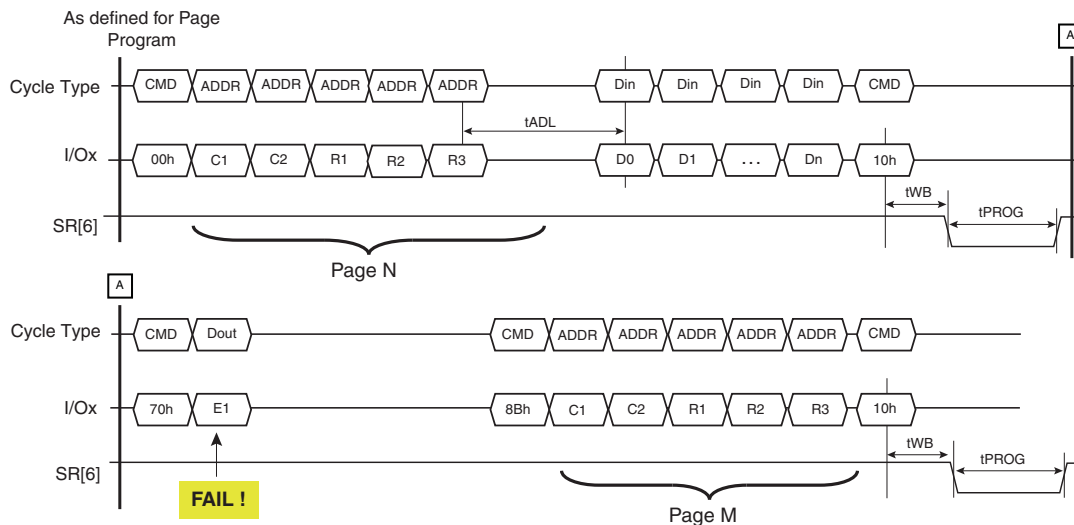 As defined for Page
Program
A
Cycle Type CMD ADDR ADDR ADDR ADDR ADDR Din Din Din Din CMD
tADL
I/Ox 00h C1 C2 R1 R2 R3 D0 D1 ... Dn 10h
tWB
tPROG
SR[6]
Page N
A
Cycle Type CMD Dout CMD ADDR ADDR ADDR ADDR ADDR CMD
I/Ox 70h E1 8Bh C1 C2 R1 R2 R3 10h
tWB
tPROG
SR[6]
FAIL !
Page M